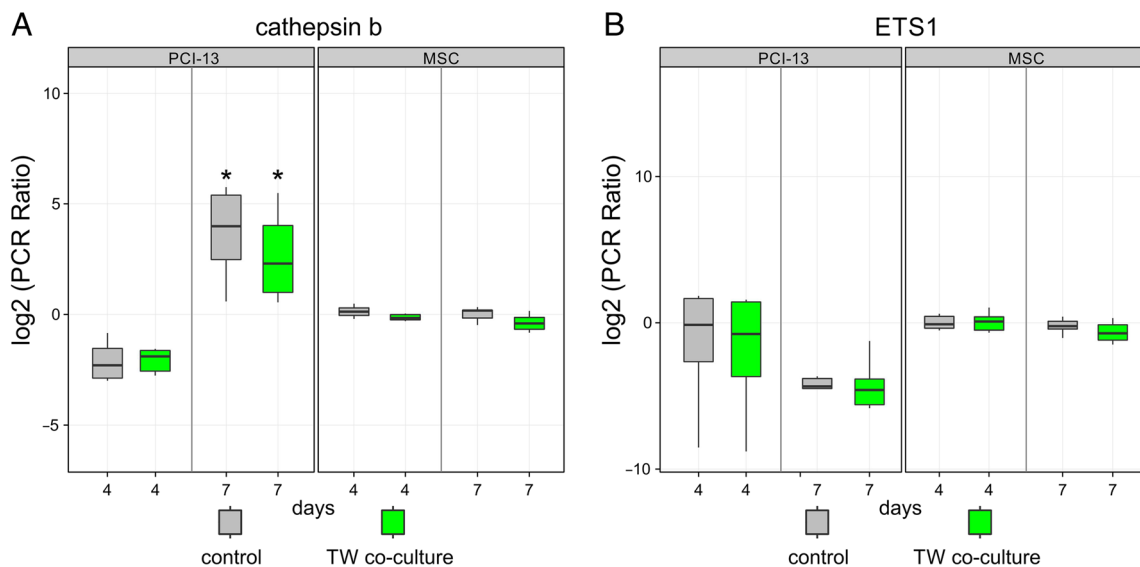 A
cathepsin b
PCI-13
MSC
log2 (PCR Ratio)
10
5
0
−5
*
*
4
4
7
7
4
4
7
7
days
control
TW co-culture
B
ETS1
PCI-13
MSC
log2 (PCR Ratio)
10
0
−10
4
4
7
7
4
4
7
7
days
control
TW co-culture